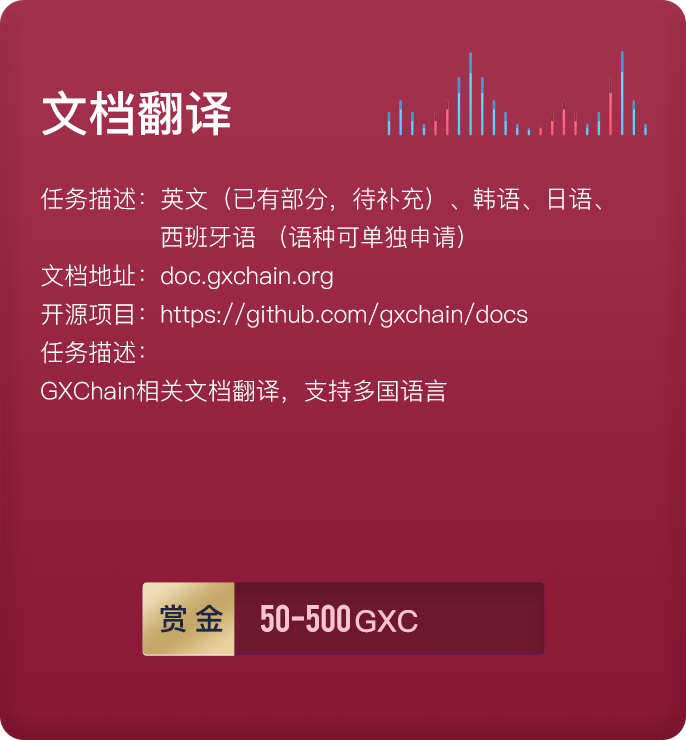 文档翻译
任务描述：英文（已有部分，待补充）、韩语、日语、
西班牙语 （语种可单独申请）
文档地址：doc.gxchain.org
开源项目：https://github.com/gxchain/docs
任务描述：
GXChain相关文档翻译，支持多国语言
赏金 50-500GXC